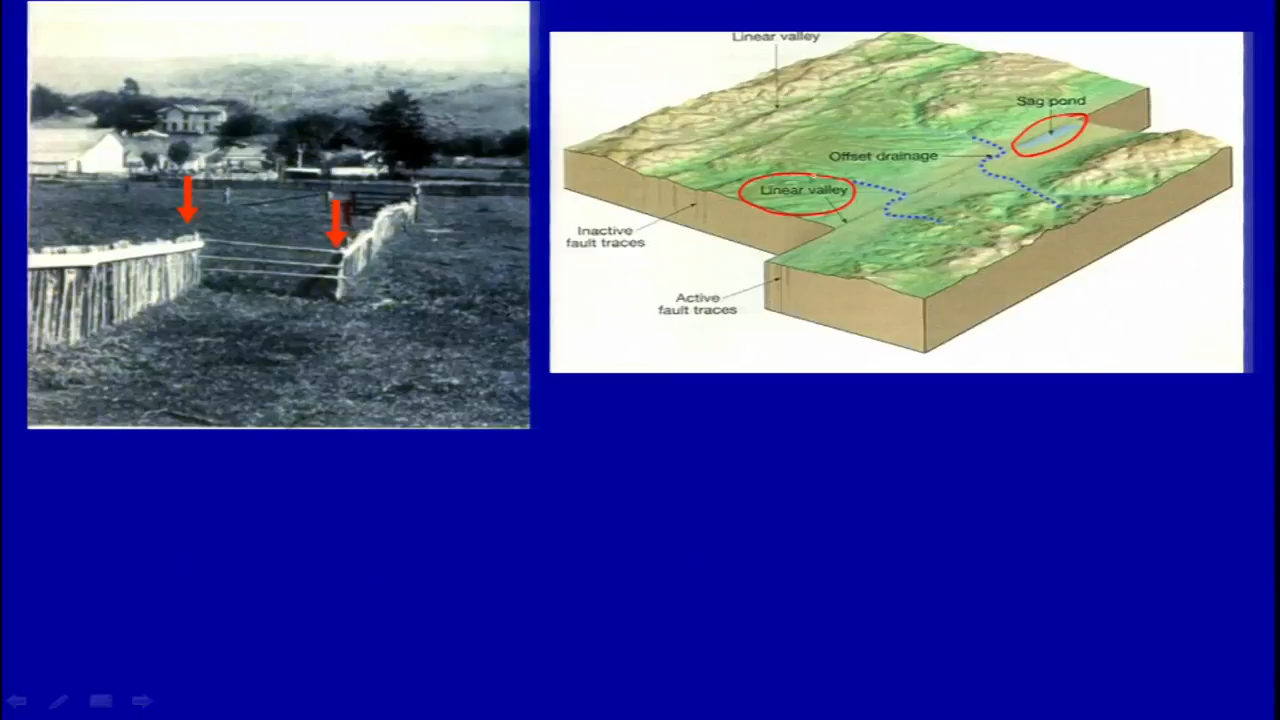 Linear valley
Sag pond
Offset drainage
Linear valley
Inactive
fault traces
Active
fault traces